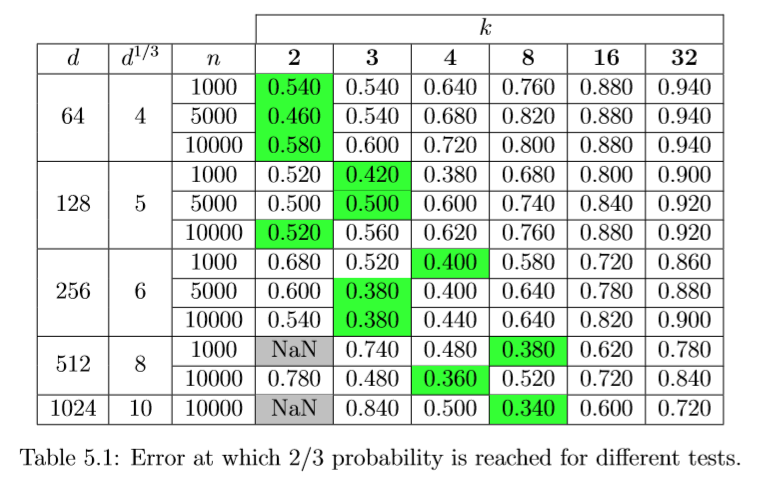 k
d d^{1/3} n 2 3 4 8 16 32
1000 0.540 0.540 0.640 0.760 0.880 0.940
64 4 5000 0.460 0.540 0.680 0.820 0.880 0.940
10000 0.580 0.600 0.720 0.800 0.880 0.940
1000 0.520 0.420 0.380 0.680 0.800 0.900
128 5 5000 0.500 0.500 0.600 0.740 0.840 0.920
10000 0.520 0.560 0.620 0.760 0.880 0.920
1000 0.680 0.520 0.400 0.580 0.720 0.860
256 6 5000 0.600 0.380 0.400 0.640 0.780 0.880
10000 0.540 0.380 0.440 0.640 0.820 0.900
512 8 1000 NaN 0.740 0.480 0.380 0.620 0.780
10000 0.780 0.480 0.360 0.520 0.720 0.840
1024 10 10000 NaN 0.840 0.500 0.340 0.600 0.720
Table 5.1: Error at which 2/3 probability is reached for different tests.